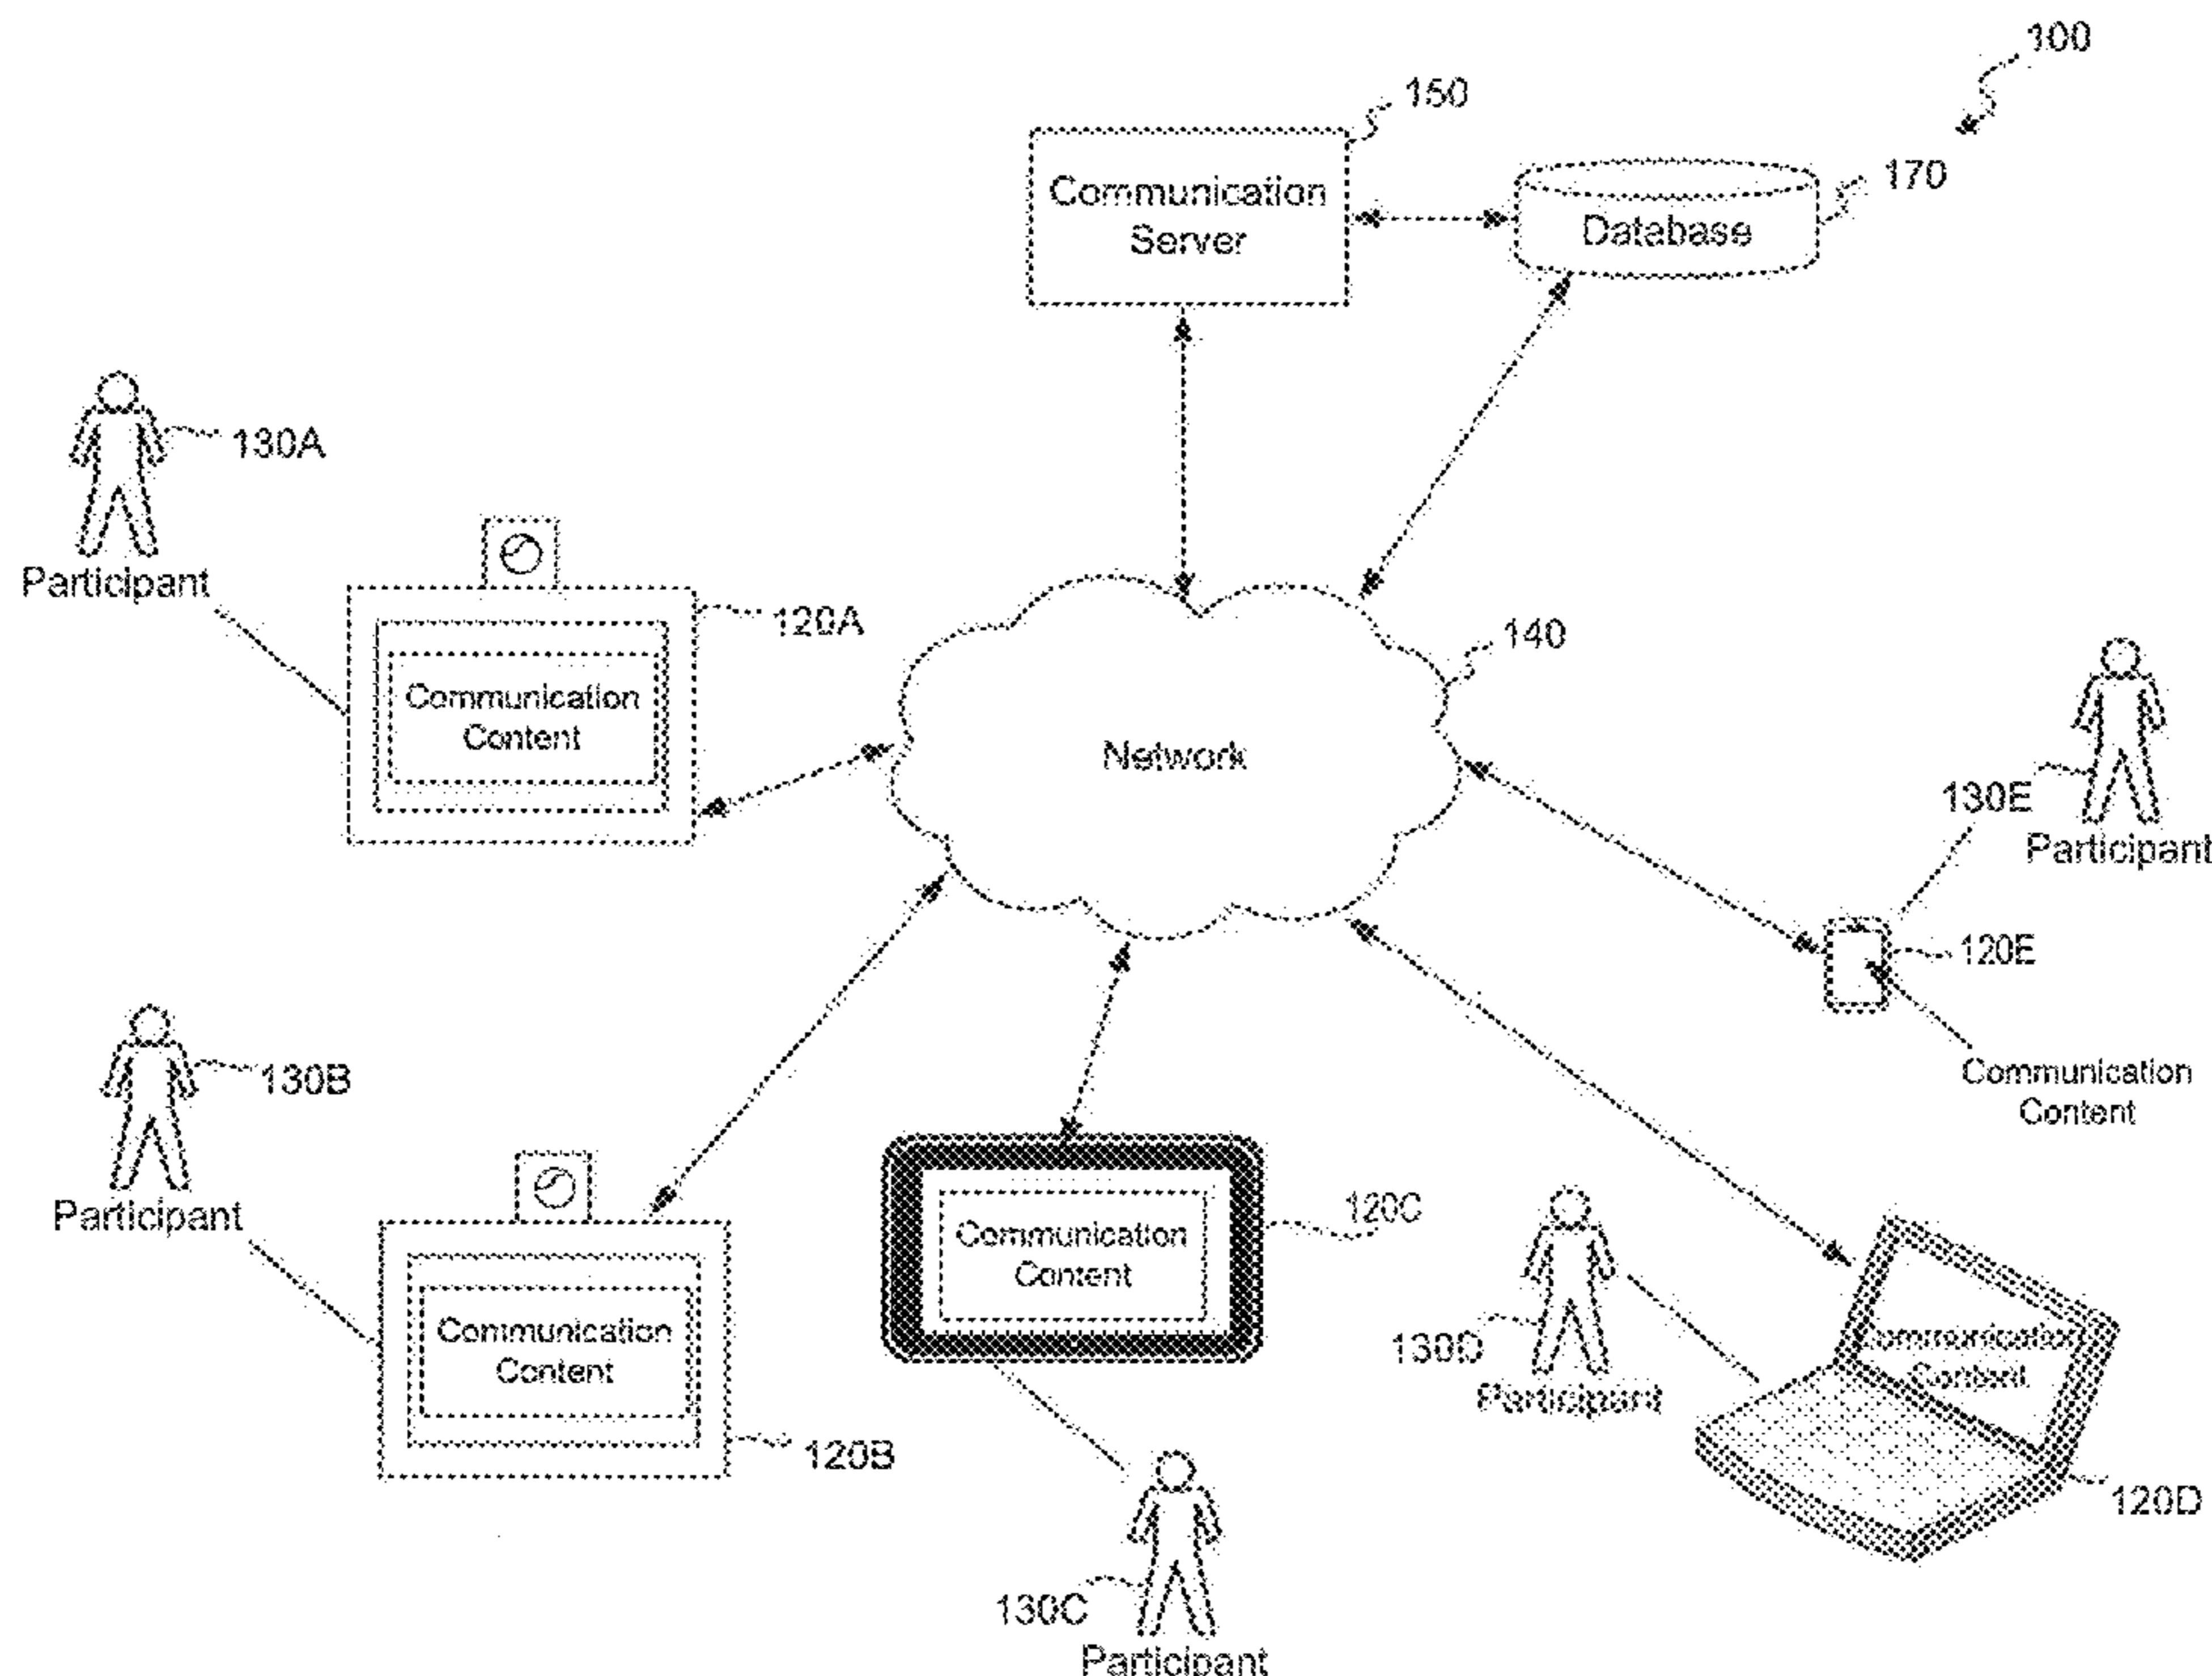 100
150
Communication
Server
170
Database
130A
Participant
120A
Communication
Content
140
Network
130E
Participant
120E
Communication
Content
130B
Participant
Communication
Content
120B
120C
Communication
Content
130D
Participant
Communication
Content
120D
130C
Participant